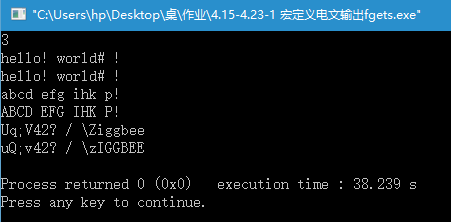 "C:\Users\hp\Desktop\桌\作业\4.15-4.23-1 宏定义电文输出fgets.exe"
3
hello! world# !
hello! world# !
abcd efg ihk p!
ABCD EFG IHK P!
Uq;V42? / \Ziggbee
uQ;v42? / \zIGGBEE
Process returned 0 (0x0)   execution time : 38.239 s
Press any key to continue.